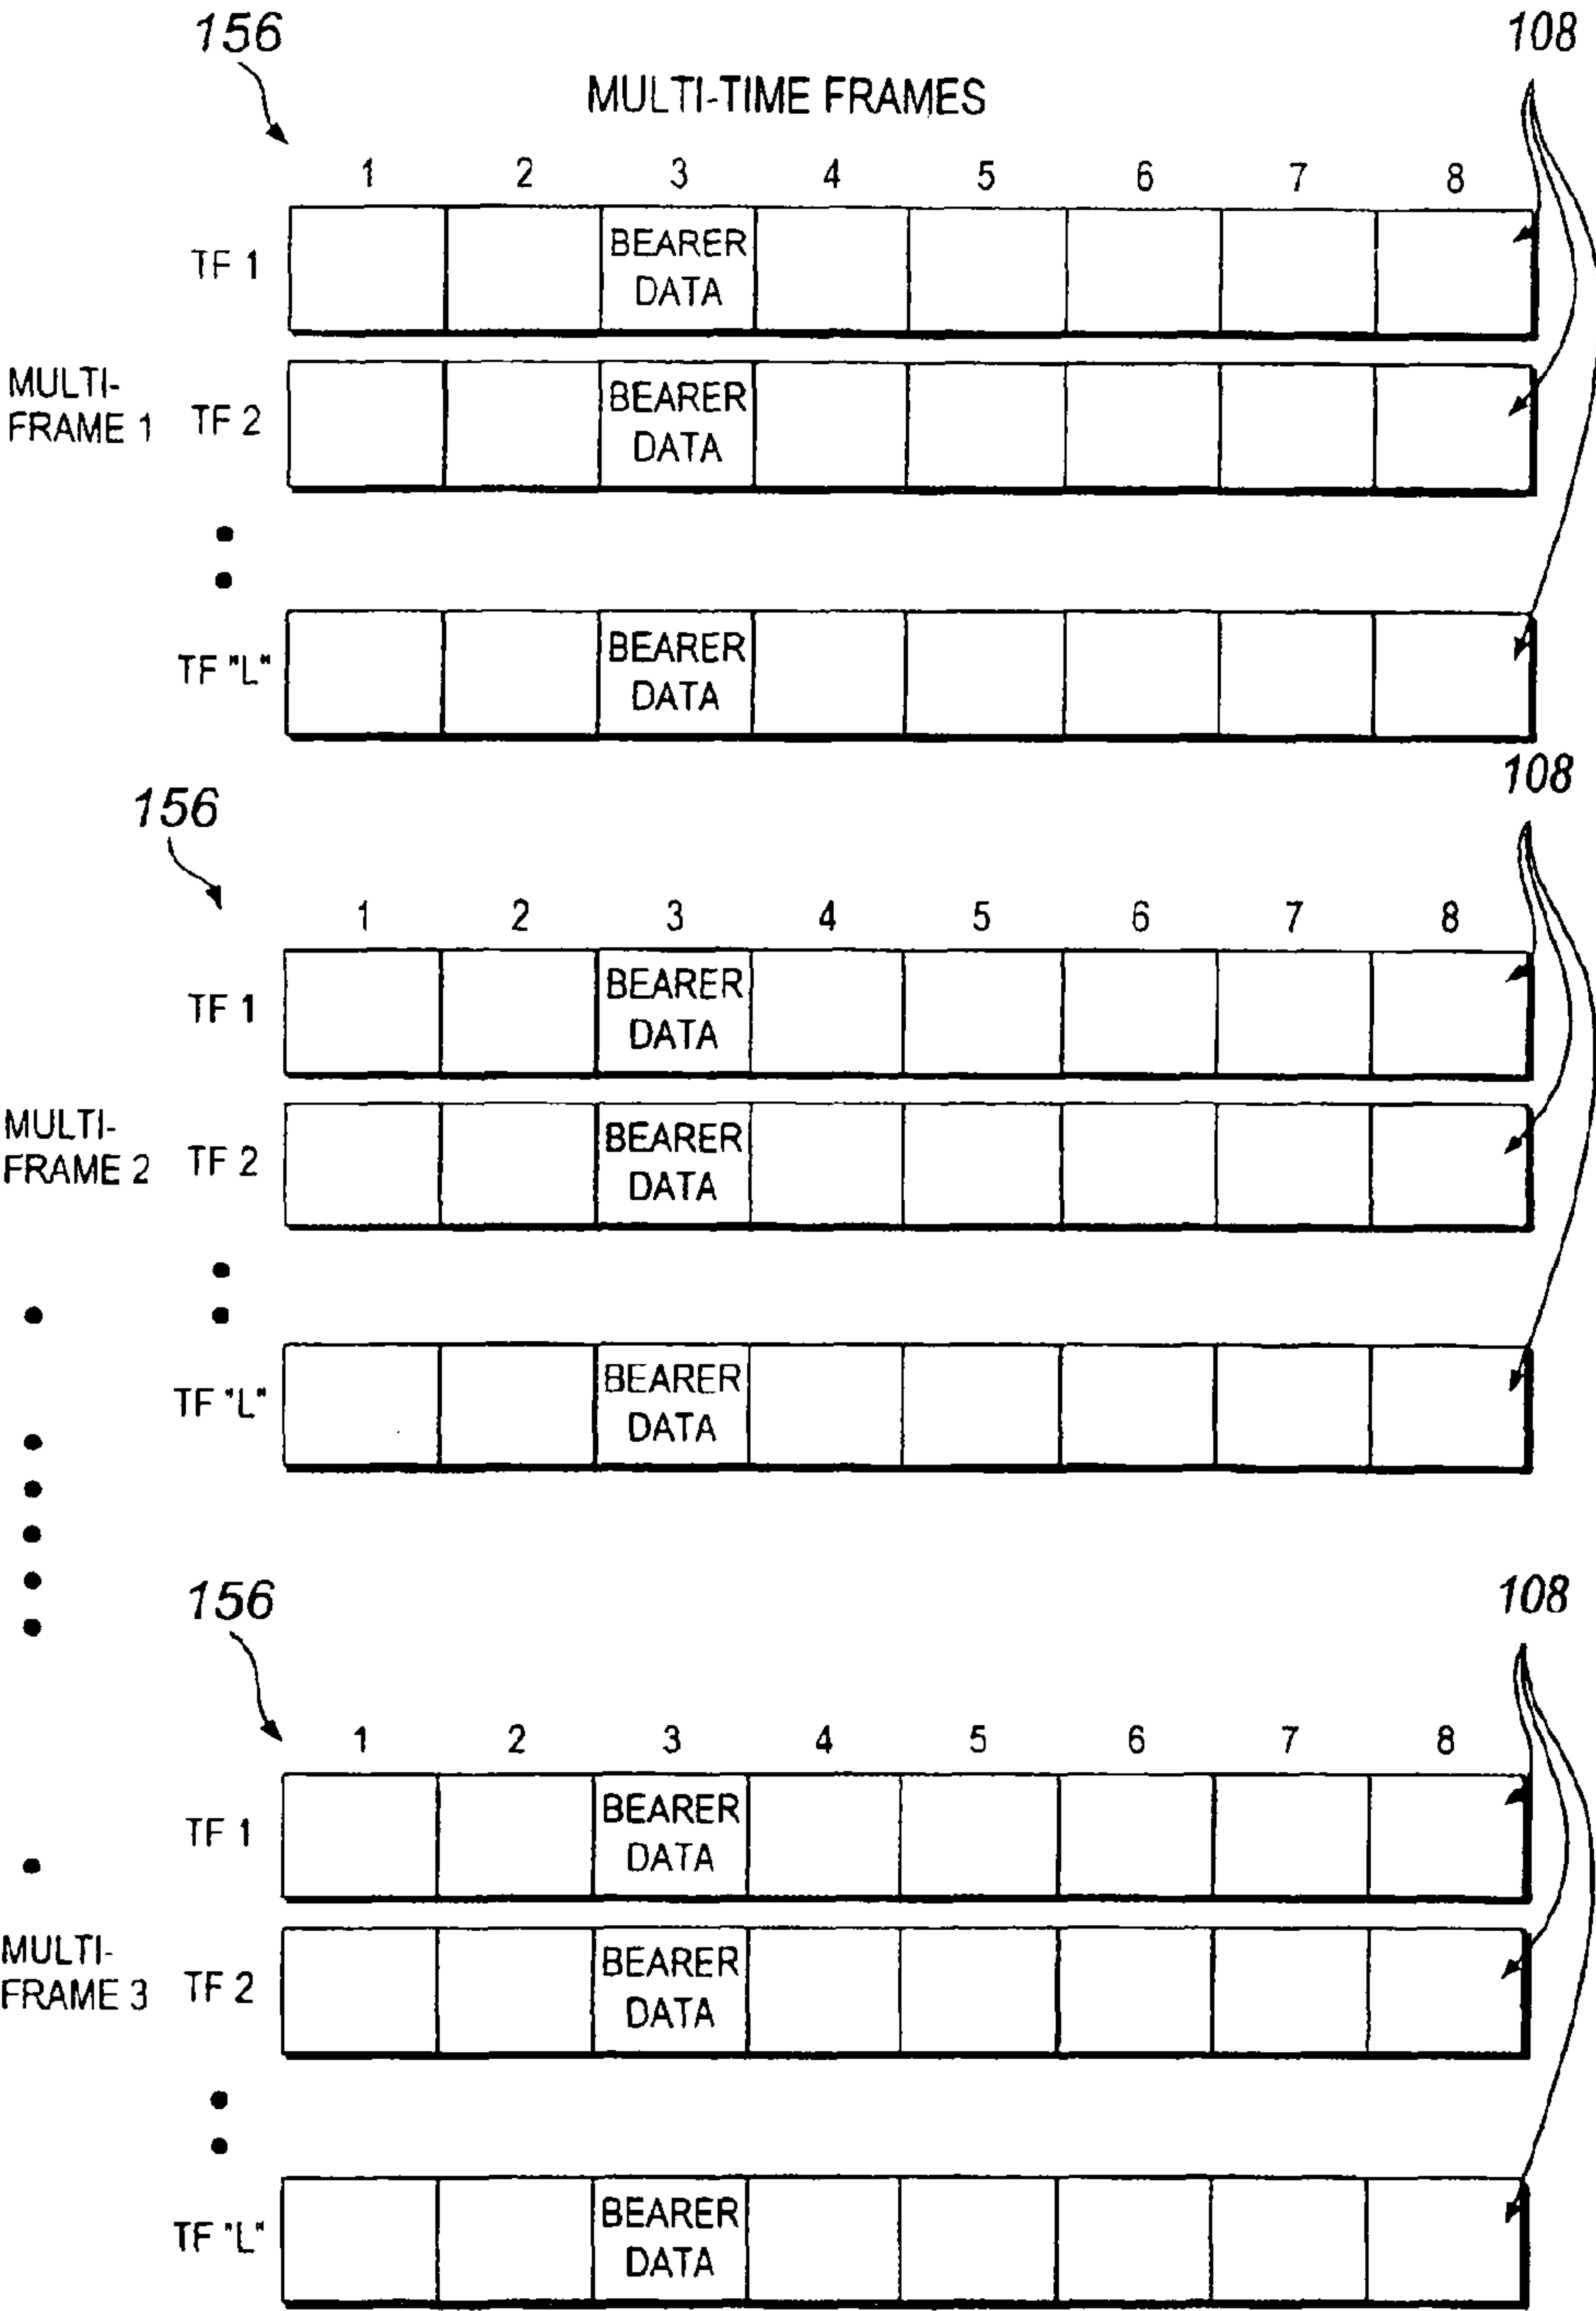 156
108
MULTI-TIME FRAMES
1 2 3 4 5 6 7 8
TF 1
BEARER
DATA
MULTI-
FRAME 1
TF 2
BEARER
DATA
TF "L"
BEARER
DATA
156
108
1 2 3 4 5 6 7 8
TF 1
BEARER
DATA
MULTI-
FRAME 2
TF 2
BEARER
DATA
TF "L"
BEARER
DATA
156
108
1 2 3 4 5 6 7 8
TF 1
BEARER
DATA
MULTI-
FRAME 3
TF 2
BEARER
DATA
TF "L"
BEARER
DATA